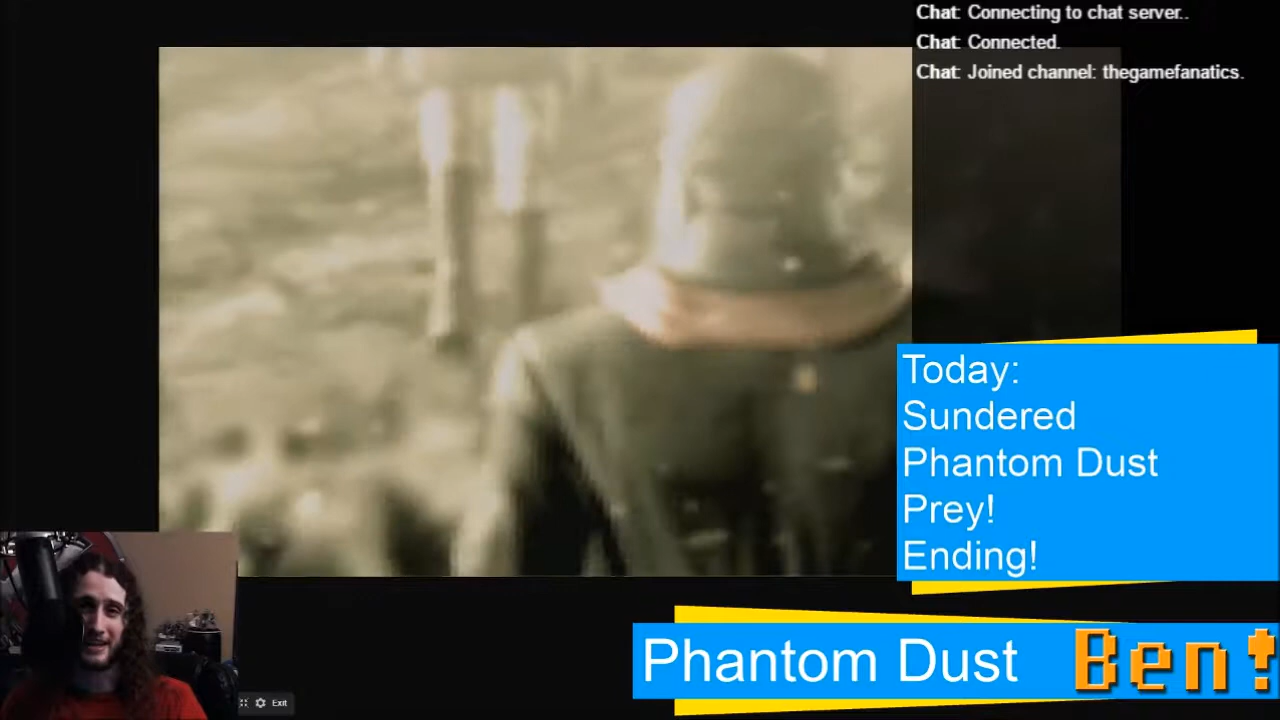 Chat: Connecting to chat server..
Chat: Connected.
Chat: Joined channel: thegamefanatics.
Today:
Sundered
Phantom Dust
Prey!
Ending!
Phantom Dust Ben!
Exit